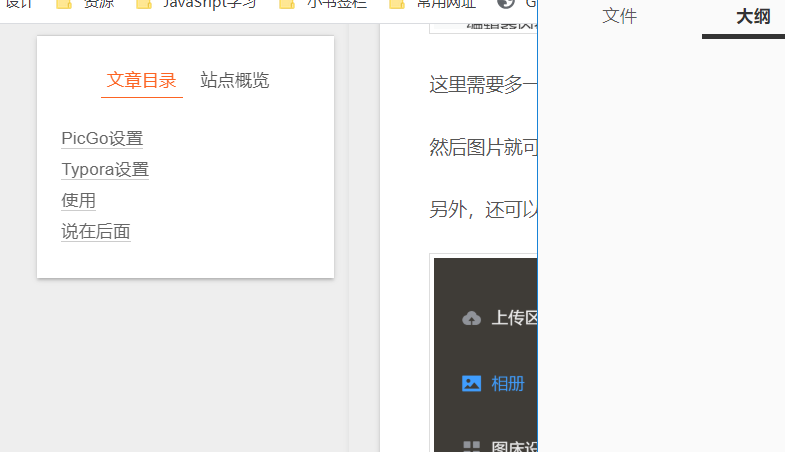 设计 资源 JavaSript学习 小书签栏 常用网址 G
文章目录 站点概览
PicGo设置
Typora设置
使用
说在后面
这里需要多一
然后图片就可
另外，还可以
上传区
相册
图床设
文件 大纲